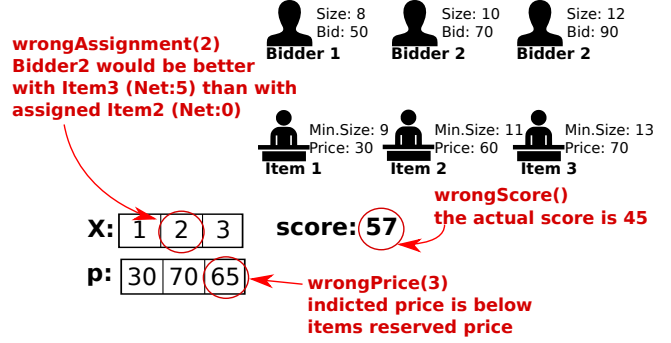 Size: 8
Bid: 50
Bidder 1
Size: 10
Bid: 70
Bidder 2
Size: 12
Bid: 90
Bidder 2
wrongAssignment(2)
Bidder2 would be better
with Item3 (Net:5) than with
assigned Item2 (Net:0)
Min.Size: 9
Price: 30
Item 1
Min.Size: 11
Price: 60
Item 2
Min.Size: 13
Price: 70
Item 3
wrongScore()
the actual score is 45
X: 1 2 3
score: 57
p: 30 70 65
wrongPrice(3)
indicted price is below
items reserved price